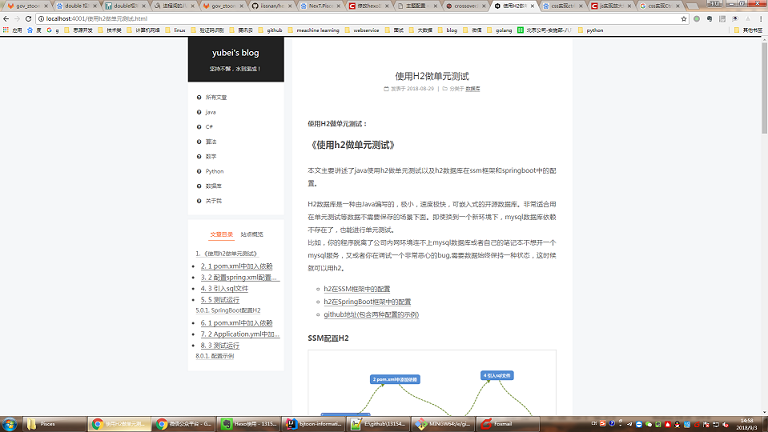 localhost:4001/使用h2做单元测试.html
yubei's blog
坚持不懈，水到渠成！
所有文章
java
C#
算法
数学
Python
数据库
关于我
文章目录 站点概览
1. 《使用h2做单元测试》
2. 1 pom.xml中加入依赖
3. 2 配置spring.xml配置...
4. 3 引入sql文件
5. 5 测试运行
5.0.1. SpringBoot配置H2
6. 1 pom.xml中加入依赖
7. 2 Application.yml中加...
8. 3 测试运行
8.0.1. 配置示例
使用H2做单元测试
发表于 2018-08-29 | 分类于 数据库
使用H2做单元测试：
《使用h2做单元测试》
本文主要讲述了java使用h2做单元测试以及h2数据库在ssm框架和springboot中的配
置。
H2数据库是一种由Java编写的，极小，速度极快，可嵌入式的开源数据库。非常适合用
在单元测试等数据不需要保存的场景下面。即使换到一个新环境下，mysql数据库依赖
不存在了，也能进行单元测试。
比如，你的程序脱离了公司内网环境连不上mysql数据库或者自己的笔记本不想开一个
mysql服务，又或者你在调试一个非常恶心的bug,需要数据始终保持一种状态，这时候
就可以用h2。
h2在SSM框架中的配置
h2在SpringBoot框架中的配置
github地址(包含两种配置的示例)
SSM配置H2
2 pom.xml中添加依赖
4 引入sql文件
Pisces
Foxmail
14:58
2018/9/3